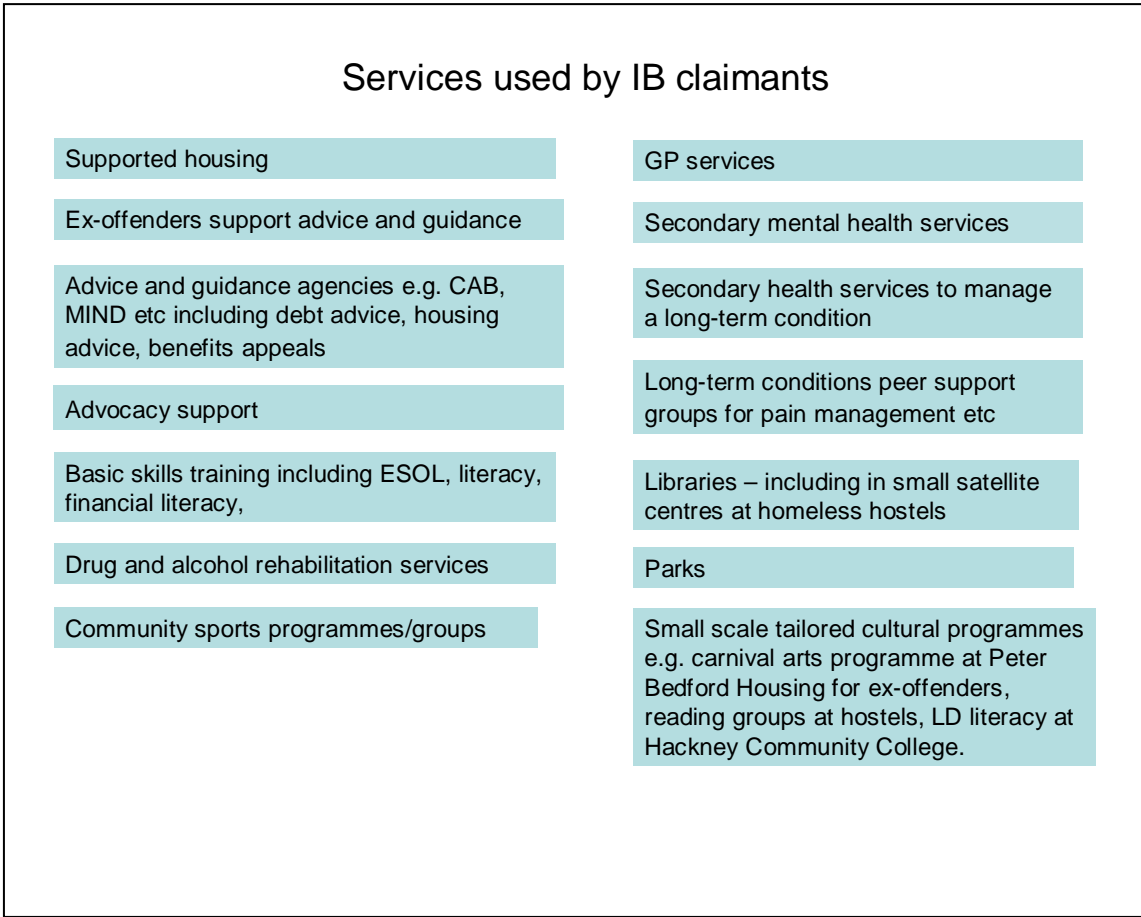 Services used by IB claimants
Supported housing
Ex-offenders support advice and guidance
Advice and guidance agencies e.g. CAB,
MIND etc including debt advice, housing
advice, benefits appeals
Advocacy support
Basic skills training including ESOL, literacy,
financial literacy,
Drug and alcohol rehabilitation services
Community sports programmes/groups
GP services
Secondary mental health services
Secondary health services to manage
a long-term condition
Long-term conditions peer support
groups for pain management etc
Libraries – including in small satellite
centres at homeless hostels
Parks
Small scale tailored cultural programmes
e.g. carnival arts programme at Peter
Bedford Housing for ex-offenders,
reading groups at hostels, LD literacy at
Hackney Community College.